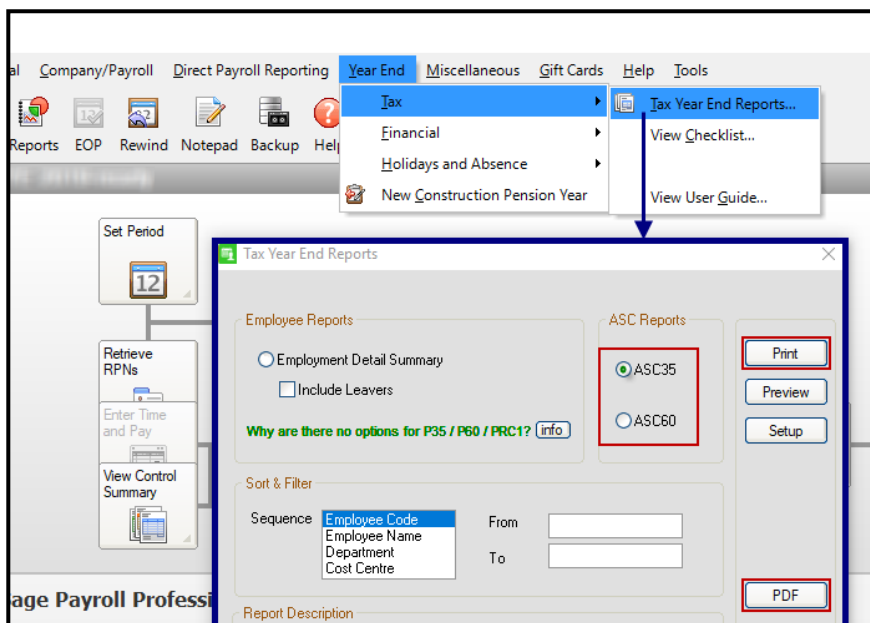 al Company/Payroll Direct Payroll Reporting Year End Miscellaneous Gift Cards Help Tools
Reports EOP Rewind Notepad Backup Help
Tax
Financial
Holidays and Absence
New Construction Pension Year
Tax Year End Reports...
View Checklist...
View User Guide...
Set Period
12
Retrieve
RPNs
Enter Time
and Pay
View Control
Summary
Tax Year End Reports
Employee Reports
Employment Detail Summary
Include Leavers
Why are there no options for P35 / P60 / PRC1? info
ASC Reports
ASC35
ASC60
Print
Preview
Setup
Sort & Filter
Sequence Employee Code
Employee Name
Department
Cost Centre
From
To
PDF
Report Description
age Payroll Professi